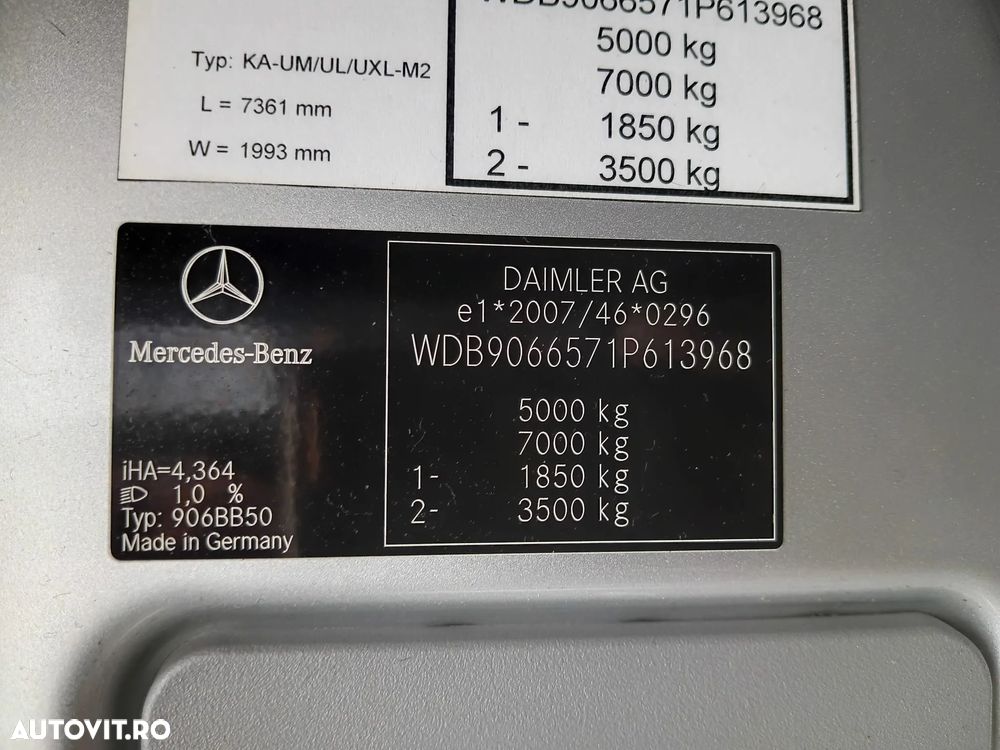 WDB9066571P613968
5000 kg
7000 kg
1 - 1850 kg
2 - 3500 kg
Typ: KA-UM/UL/UXL-M2
L = 7361 mm
W = 1993 mm
Mercedes-Benz
iHA=4,364
1,0 %
Typ: 906BB50
Made in Germany
DAIMLER AG
e1*2007/46*0296
WDB9066571P613968
5000 kg
7000 kg
1- 1850 kg
2- 3500 kg
AUTOVIT.RO